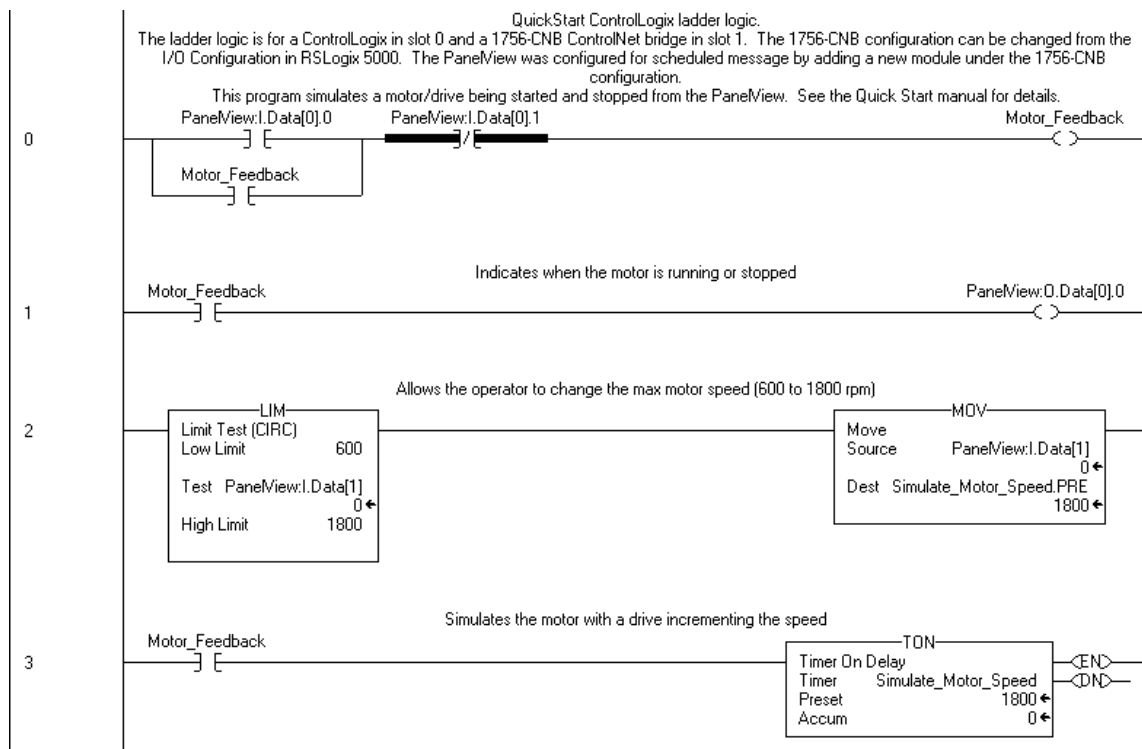 QuickStart ControlLogix ladder logic.
The ladder logic is for a ControlLogix in slot 0 and a 1756-CNB ControlNet bridge in slot 1.  The 1756-CNB configuration can be changed from the
I/O Configuration in RSLogix 5000.  The PanelView was configured for scheduled message by adding a new module under the 1756-CNB
configuration.
This program simulates a motor/drive being started and stopped from the PanelView.  See the Quick Start manual for details.
PanelView:I.Data[0].0 PanelView:I.Data[0].1 Motor_Feedback
0
Motor_Feedback
Indicates when the motor is running or stopped
Motor_Feedback PanelView:O.Data[0].0
1
Allows the operator to change the max motor speed (600 to 1800 rpm)
2
LIM
Limit Test (CIRC)
Low Limit 600
Test PanelView:I.Data[1]
0
High Limit 1800
MOV
Move
Source PanelView:I.Data[1]
0
Dest Simulate_Motor_Speed.PRE
1800
Simulates the motor with a drive incrementing the speed
Motor_Feedback
3
TON
Timer On Delay
Timer Simulate_Motor_Speed
Preset 1800
Accum 0
EN
DN